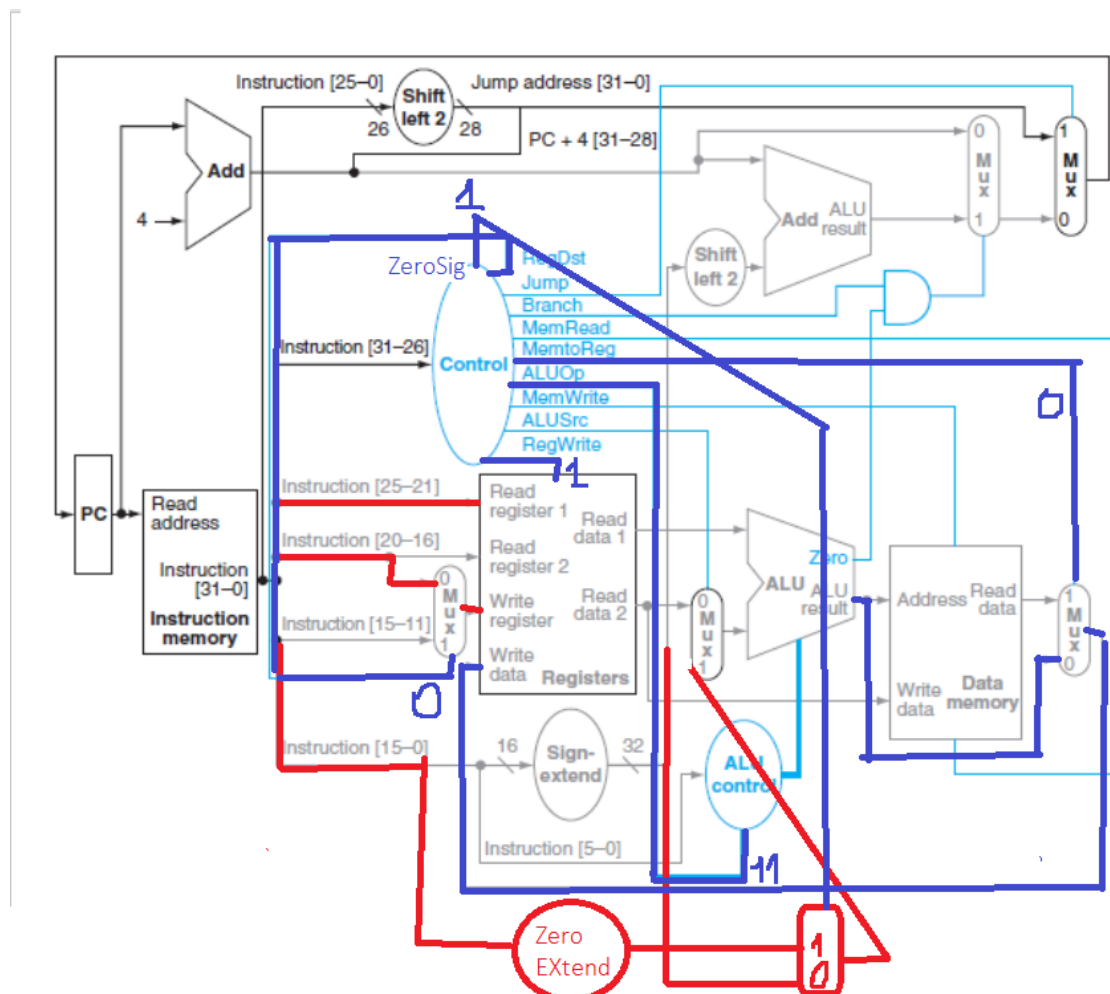 Instruction [25–0]
Shift
left 2
Jump address [31–0]
26
28
PC + 4 [31–28]
Add
4
1
ZeroSig
0
M
u
x
1
1
M
u
x
0
Add
ALU
result
Shift
left 2
RegDst
Jump
Branch
MemRead
MemtoReg
ALUOp
MemWrite
ALUSrc
RegWrite
Instruction [31–26]
Control
0
1
PC
Read
address
Instruction
[31–0]
Instruction
memory
Instruction [25–21]
Instruction [20–16]
Instruction [15–11]
0
M
u
x
1
0
Read
register 1
Read
register 2
Write
register
Write
data
Read
data 1
Read
data 2
Registers
0
M
u
x
1
Zero
ALU
ALU
result
Address
Read
data
Write
data
Data
memory
1
M
u
x
0
Instruction [15–0]
16
Sign-
extend
32
ALU
control
Instruction [5–0]
11
Zero
EXtend
1
0